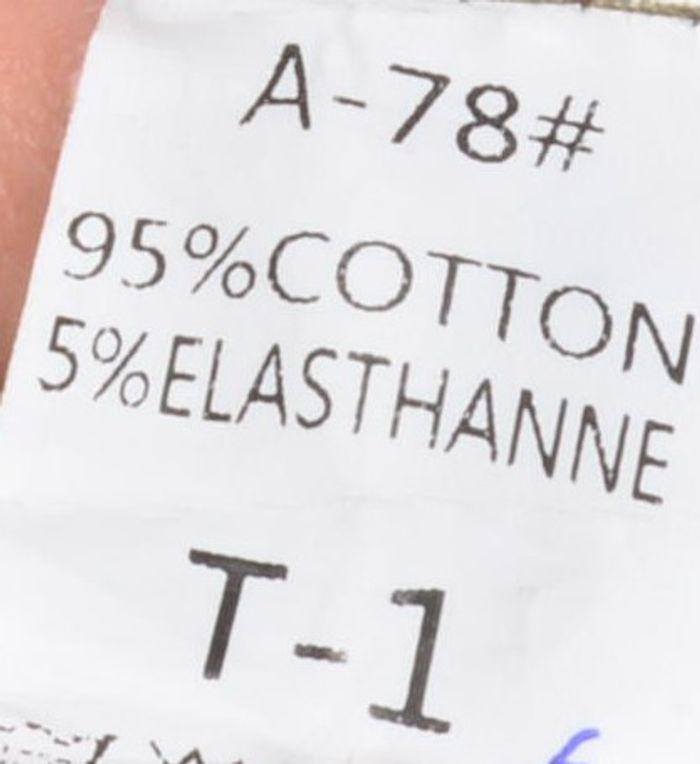 A-78#
95%COTTON
5%ELASTHANNE
T-1